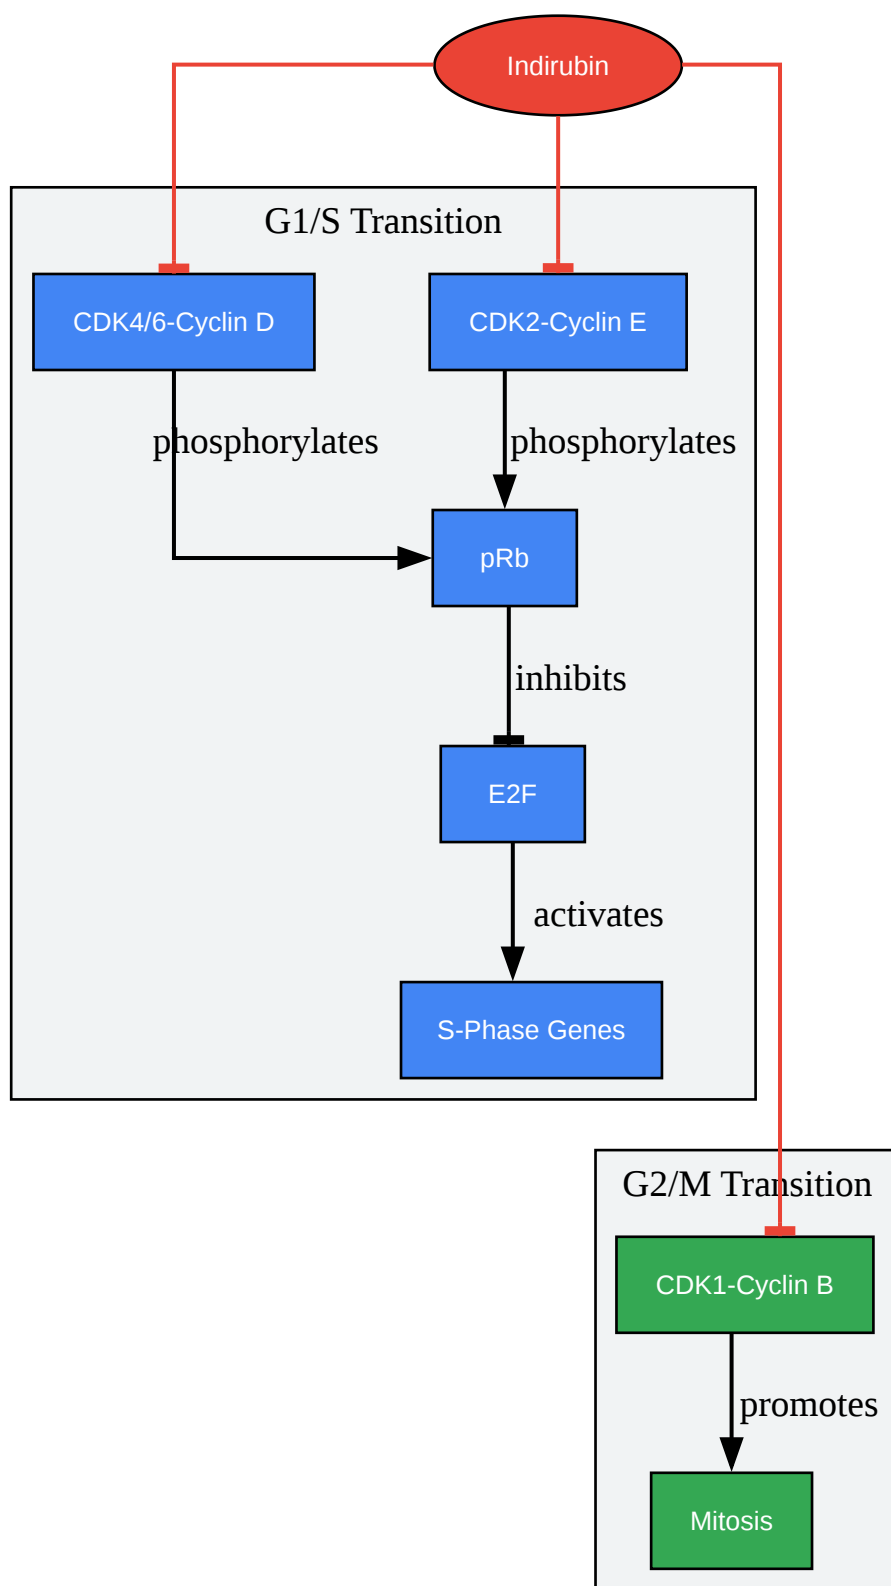 Indirubin
G1/S Transition
CDK4/6-Cyclin D
CDK2-Cyclin E
phosphorylates
phosphorylates
pRb
inhibits
E2F
activates
S-Phase Genes
G2/M Transition
CDK1-Cyclin B
promotes
Mitosis